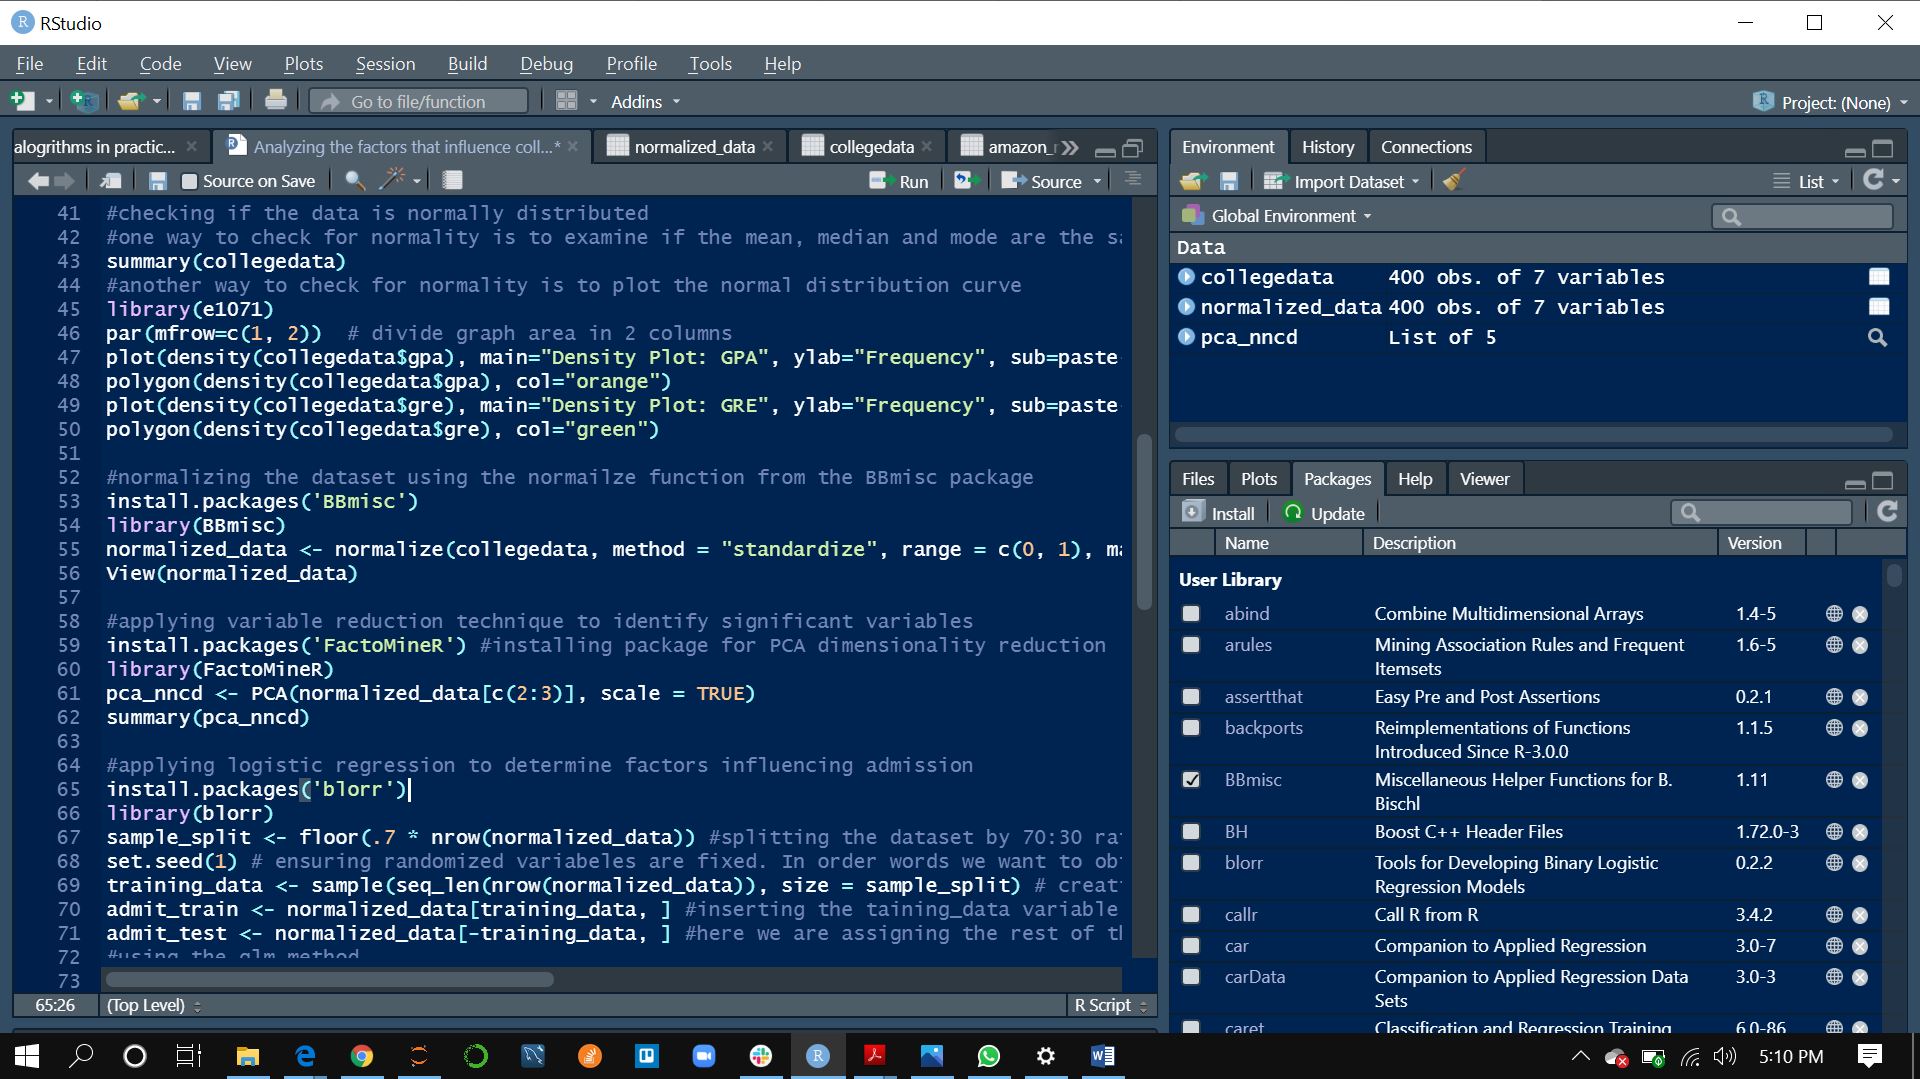 RStudio
File Edit Code View Plots Session Build Debug Profile Tools Help
Go to file/function Addins Project: (None)
alogrithms in practic... Analyzing the factors that influence coll...* normalized_data collegedata amazon_
Source on Save Run Source
41 #checking if the data is normally distributed
42 #one way to check for normality is to examine if the mean, median and mode are the
43 summary(collegedata)
44 #another way to check for normality is to plot the normal distribution curve
45 library(e1071)
46 par(mfrow=c(1, 2)) # divide graph area in 2 columns
47 plot(density(collegedata$gpa), main="Density Plot: GPA", ylab="Frequency", sub=paste
48 polygon(density(collegedata$gpa), col="orange")
49 plot(density(collegedata$gre), main="Density Plot: GRE", ylab="Frequency", sub=paste
50 polygon(density(collegedata$gre), col="green")
51
52 #normalizing the dataset using the normailze function from the BBmisc package
53 install.packages('BBmisc')
54 library(BBmisc)
55 normalized_data <- normalize(collegedata, method = "standardize", range = c(0, 1),
56 View(normalized_data)
57
58 #applying variable reduction technique to identify significant variables
59 install.packages('FactoMineR') #installing package for PCA dimensionality reduction
60 library(FactoMineR)
61 pca_nncd <- PCA(normalized_data[c(2:3)], scale = TRUE)
62 summary(pca_nncd)
63
64 #applying logistic regression to determine factors influencing admission
65 install.packages('blorr')
66 library(blorr)
67 sample_split <- floor(.7 * nrow(normalized_data)) #splitting the dataset by 70:30
68 set.seed(1) # ensuring randomized variabeles are fixed. In order words we want to
69 training_data <- sample(seq_len(nrow(normalized_data)), size = sample_split) # creat
70 admit_train <- normalized_data[training_data, ] #inserting the taining_data variable
71 admit_test <- normalized_data[-training_data, ] #here we are assigning the rest of
72 #using the glm method
73
65:26 (Top Level) R Script
Environment History Connections
Import Dataset List
Global Environment
Data
collegedata 400 obs. of 7 variables
normalized_data 400 obs. of 7 variables
pca_nncd List of 5
Files Plots Packages Help Viewer
Install Update
Name Description Version
User Library
abind Combine Multidimensional Arrays 1.4-5
arules Mining Association Rules and Frequent 1.6-5
Itemsets
assertthat Easy Pre and Post Assertions 0.2.1
backports Reimplementations of Functions 1.1.5
Introduced Since R-3.0.0
BBmisc Miscellaneous Helper Functions for B. 1.11
Bischl
BH Boost C++ Header Files 1.72.0-3
blorr Tools for Developing Binary Logistic 0.2.2
Regression Models
callr Call R from R 3.4.2
car Companion to Applied Regression 3.0-7
carData Companion to Applied Regression Data 3.0-3
Sets
caret Classification and Regression Training 6.0-86
5:10 PM